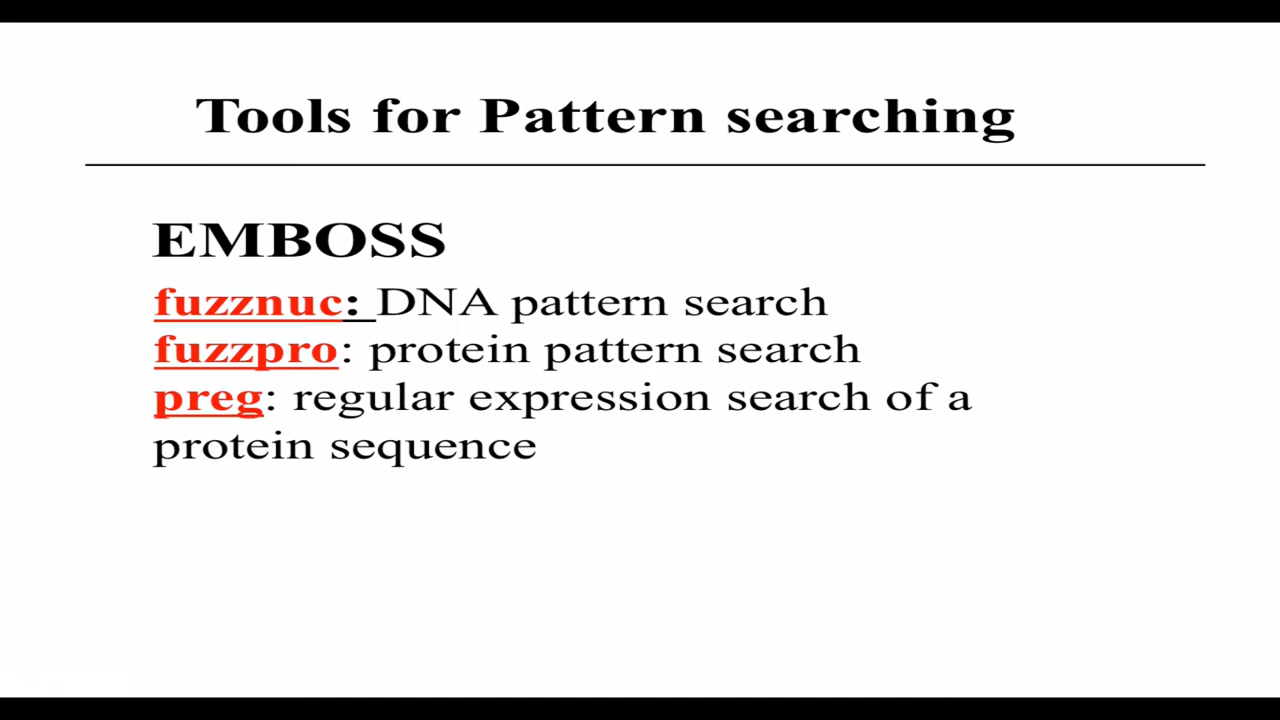 Tools for Pattern searching
EMBOSS
fuzznuc: DNA pattern search
fuzzpro: protein pattern search
preg: regular expression search of a
protein sequence